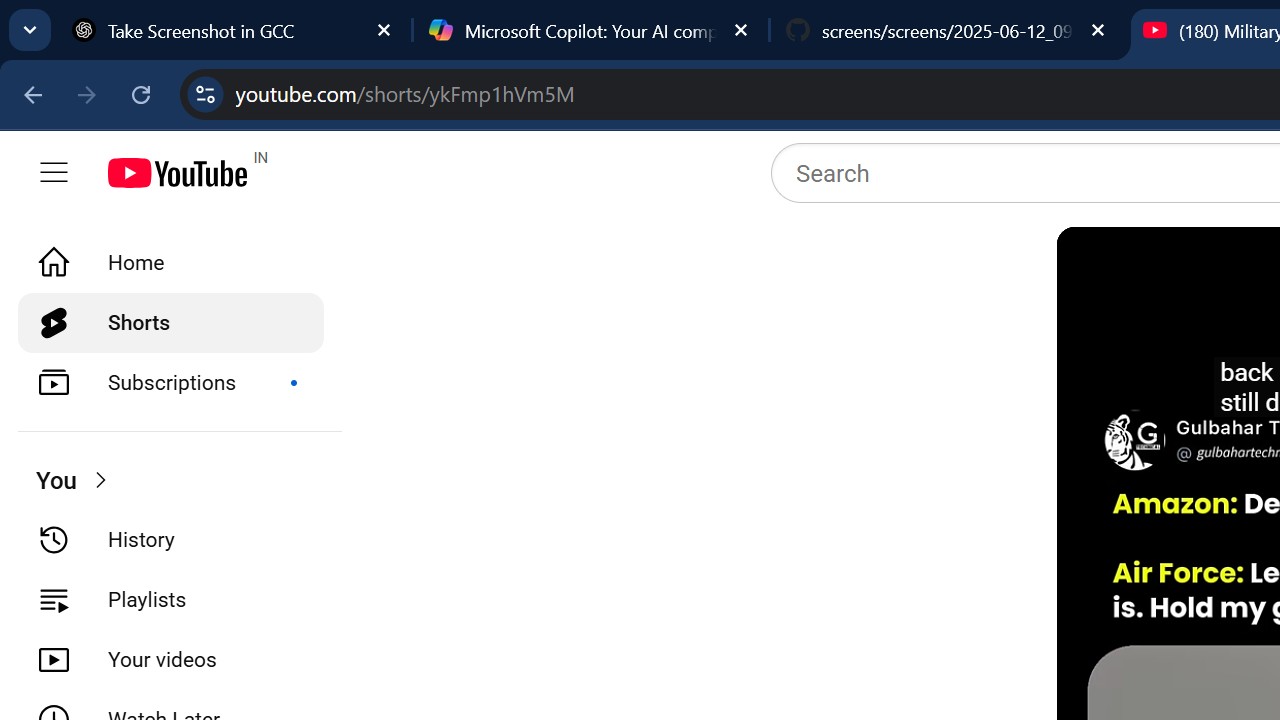 Take Screenshot in GCC
Microsoft Copilot: Your AI comp
screens/screens/2025-06-12_09
(180) Military
youtube.com/shorts/ykFmp1hVm5M
YouTube IN
Search
Home
Shorts
Subscriptions
You
History
Playlists
Your videos
Watch Later
back
still d
G
Gulbahar T
@ gulbahartechn
Amazon: De
Air Force: Le
is. Hold my g